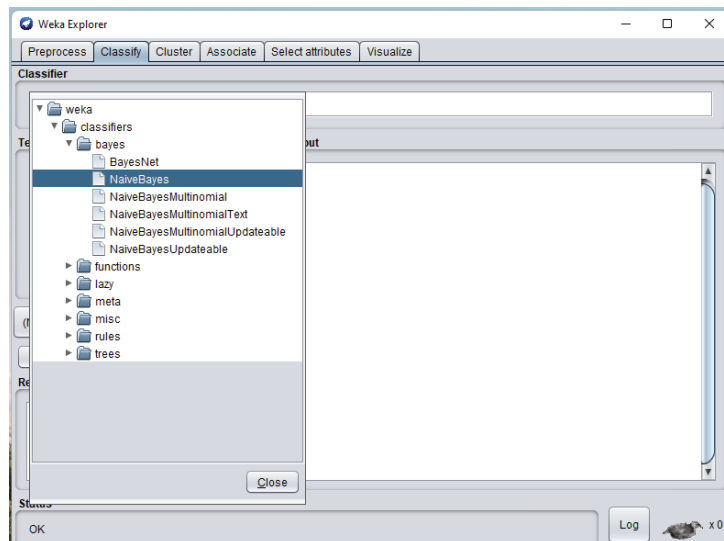 Weka Explorer
Preprocess Classify Cluster Associate Select attributes Visualize
Classifier
weka
classifiers
bayes
BayesNet
NaiveBayes
NaiveBayesMultinomial
NaiveBayesMultinomialText
NaiveBayesMultinomialUpdateable
NaiveBayesUpdateable
functions
lazy
meta
misc
rules
trees
Close
Status
OK
Log
x 0